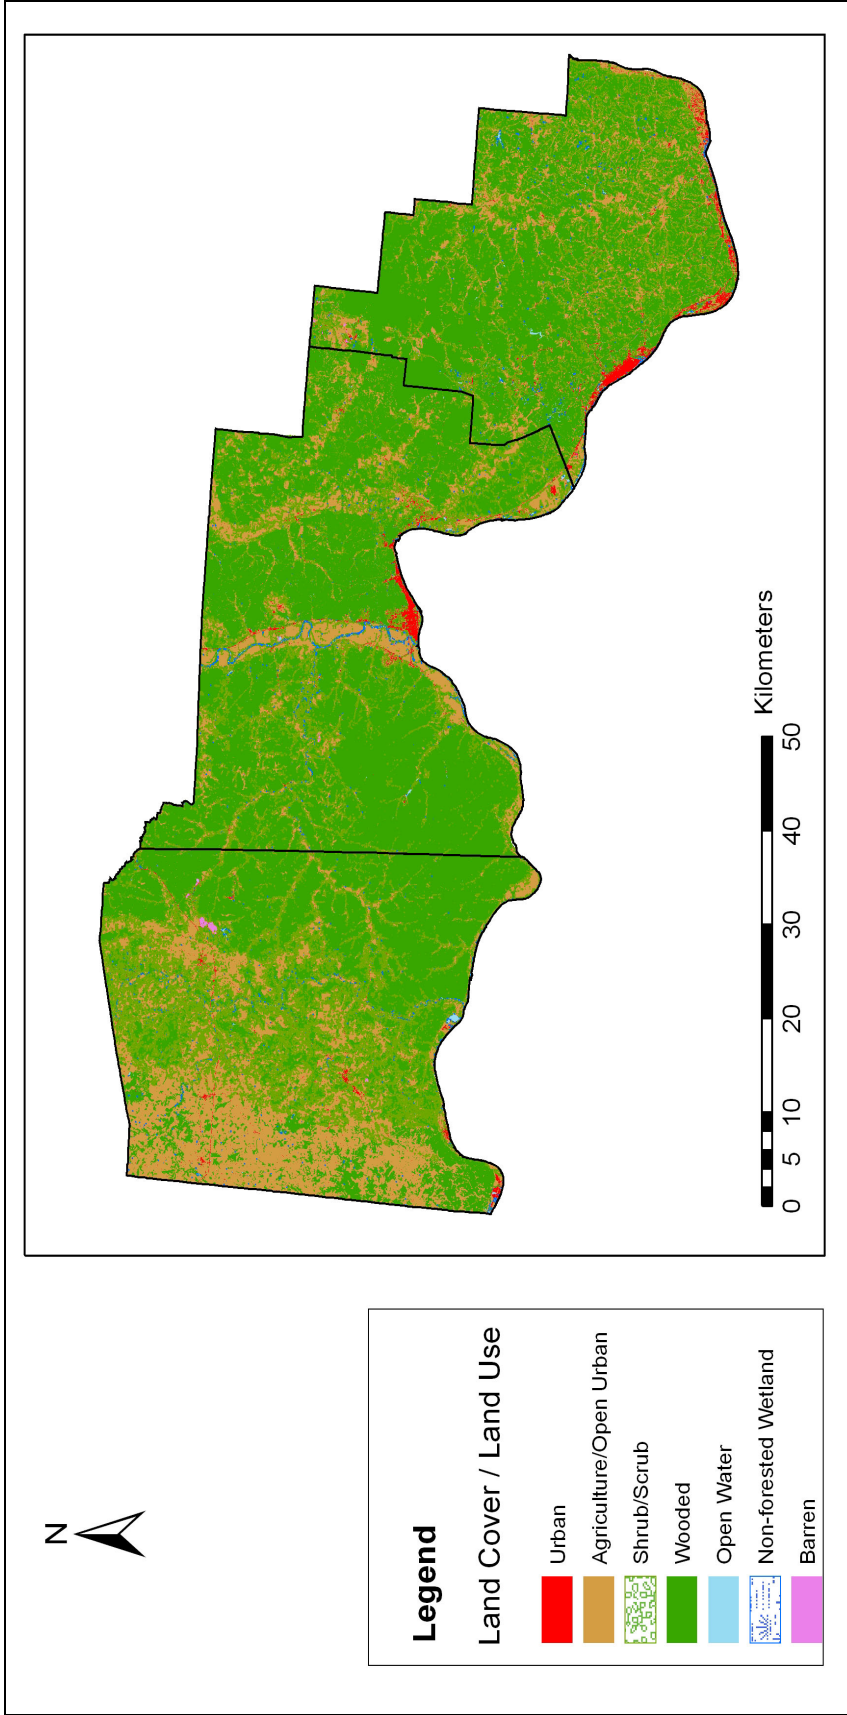 N
Legend
Land Cover / Land Use
Urban
Agriculture/Open Urban
Shrub/Scrub
Wooded
Open Water
Non-forested Wetland
Barren
0 5 10 20 30 40 50
Kilometers